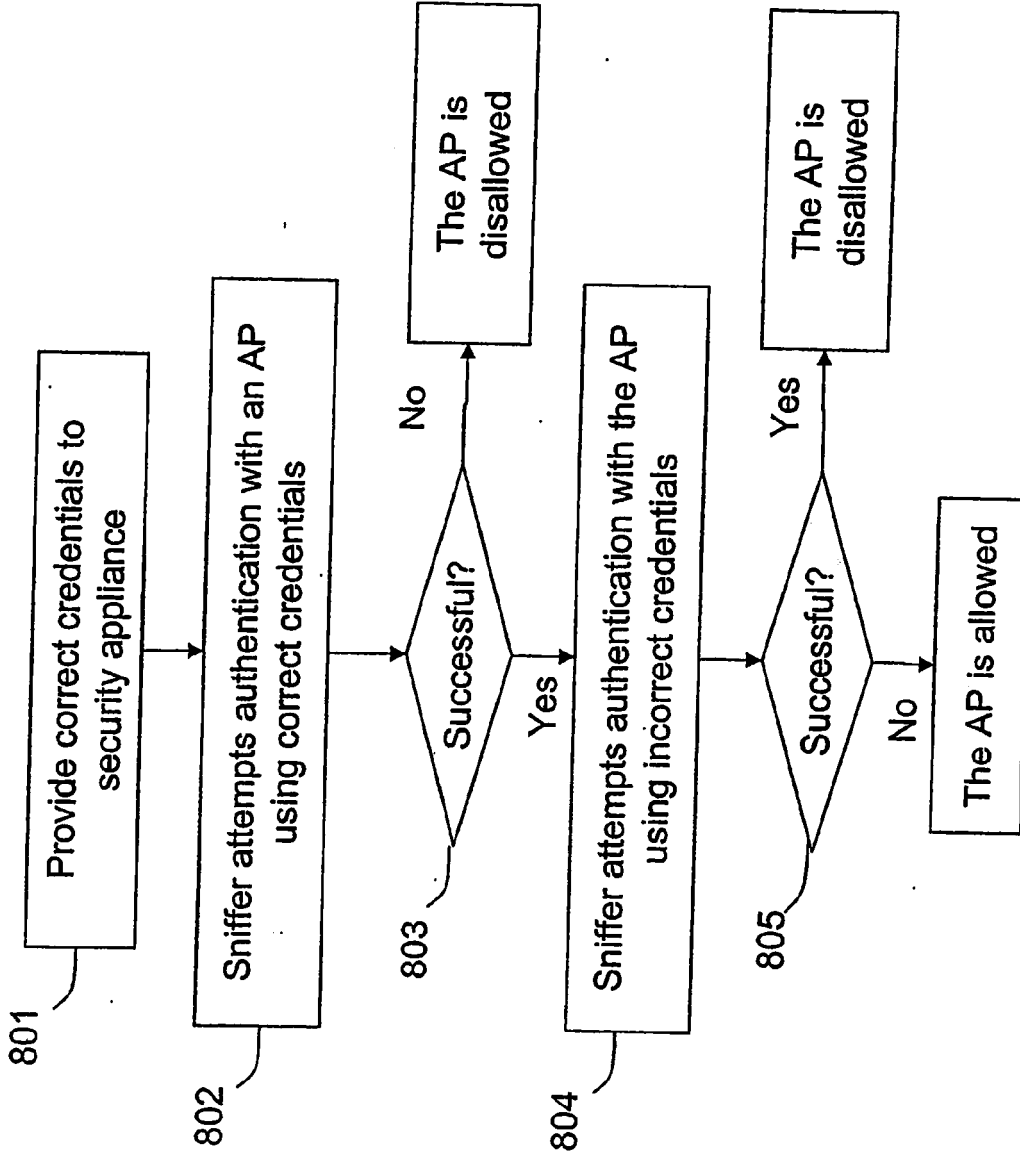 801
Provide correct credentials to
security appliance
802
Sniffer attempts authentication with an AP
using correct credentials
803
Successful?
No
The AP is
disallowed
Yes
804
Sniffer attempts authentication with the AP
using incorrect credentials
805
Successful?
Yes
The AP is
disallowed
No
The AP is allowed